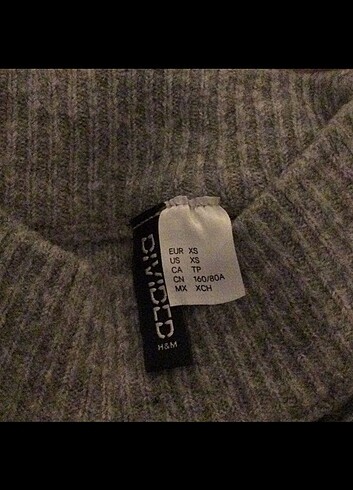 DIVIDED
H&M
EUR XS
US XS
CA TP
CN 160/80A
MX XCH